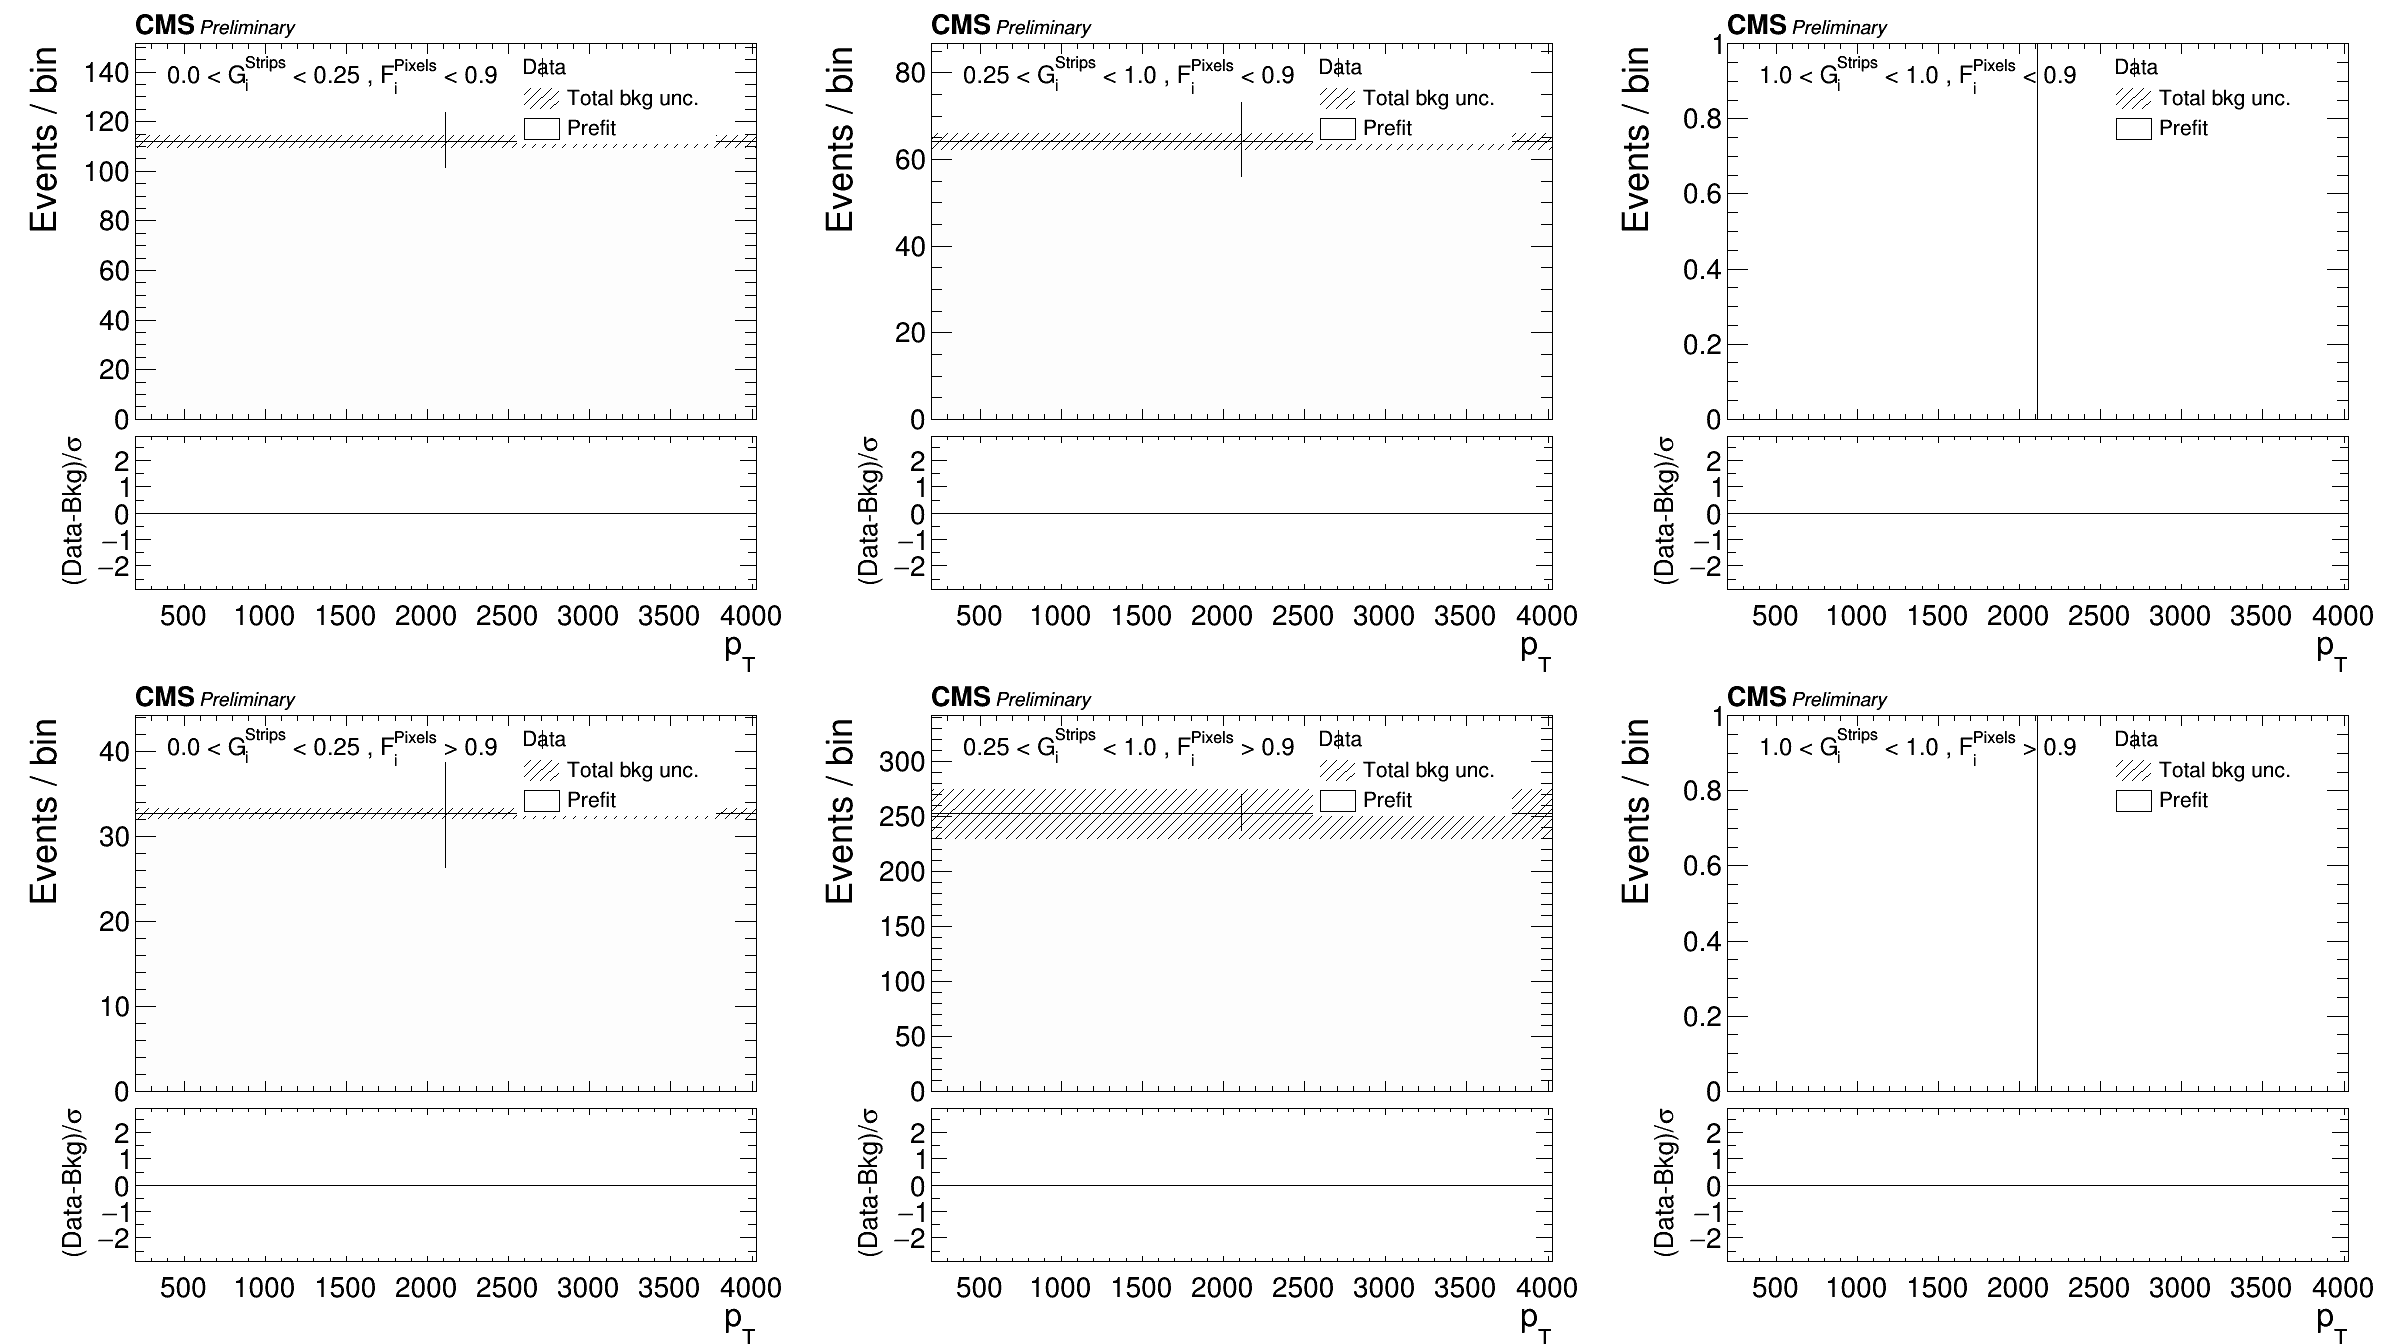 CMS Preliminary
Events / bin
0.0 < G_i^Strips < 0.25 , F_i^Pixels < 0.9
Data
Total bkg unc.
Prefit
140
120
100
80
60
40
20
0
(Data-Bkg)/σ
2
1
0
−1
−2
500 1000 1500 2000 2500 3000 3500 4000
p_T
CMS Preliminary
Events / bin
0.25 < G_i^Strips < 1.0 , F_i^Pixels < 0.9
Data
Total bkg unc.
Prefit
80
60
40
20
0
(Data-Bkg)/σ
2
1
0
−1
−2
500 1000 1500 2000 2500 3000 3500 4000
p_T
CMS Preliminary
Events / bin
1.0 < G_i^Strips < 1.0 , F_i^Pixels < 0.9
Data
Total bkg unc.
Prefit
1
0.8
0.6
0.4
0.2
0
(Data-Bkg)/σ
2
1
0
−1
−2
500 1000 1500 2000 2500 3000 3500 4000
p_T
CMS Preliminary
Events / bin
0.0 < G_i^Strips < 0.25 , F_i^Pixels > 0.9
Data
Total bkg unc.
Prefit
40
30
20
10
0
(Data-Bkg)/σ
2
1
0
−1
−2
500 1000 1500 2000 2500 3000 3500 4000
p_T
CMS Preliminary
Events / bin
0.25 < G_i^Strips < 1.0 , F_i^Pixels > 0.9
Data
Total bkg unc.
Prefit
300
250
200
150
100
50
0
(Data-Bkg)/σ
2
1
0
−1
−2
500 1000 1500 2000 2500 3000 3500 4000
p_T
CMS Preliminary
Events / bin
1.0 < G_i^Strips < 1.0 , F_i^Pixels > 0.9
Data
Total bkg unc.
Prefit
1
0.8
0.6
0.4
0.2
0
(Data-Bkg)/σ
2
1
0
−1
−2
500 1000 1500 2000 2500 3000 3500 4000
p_T